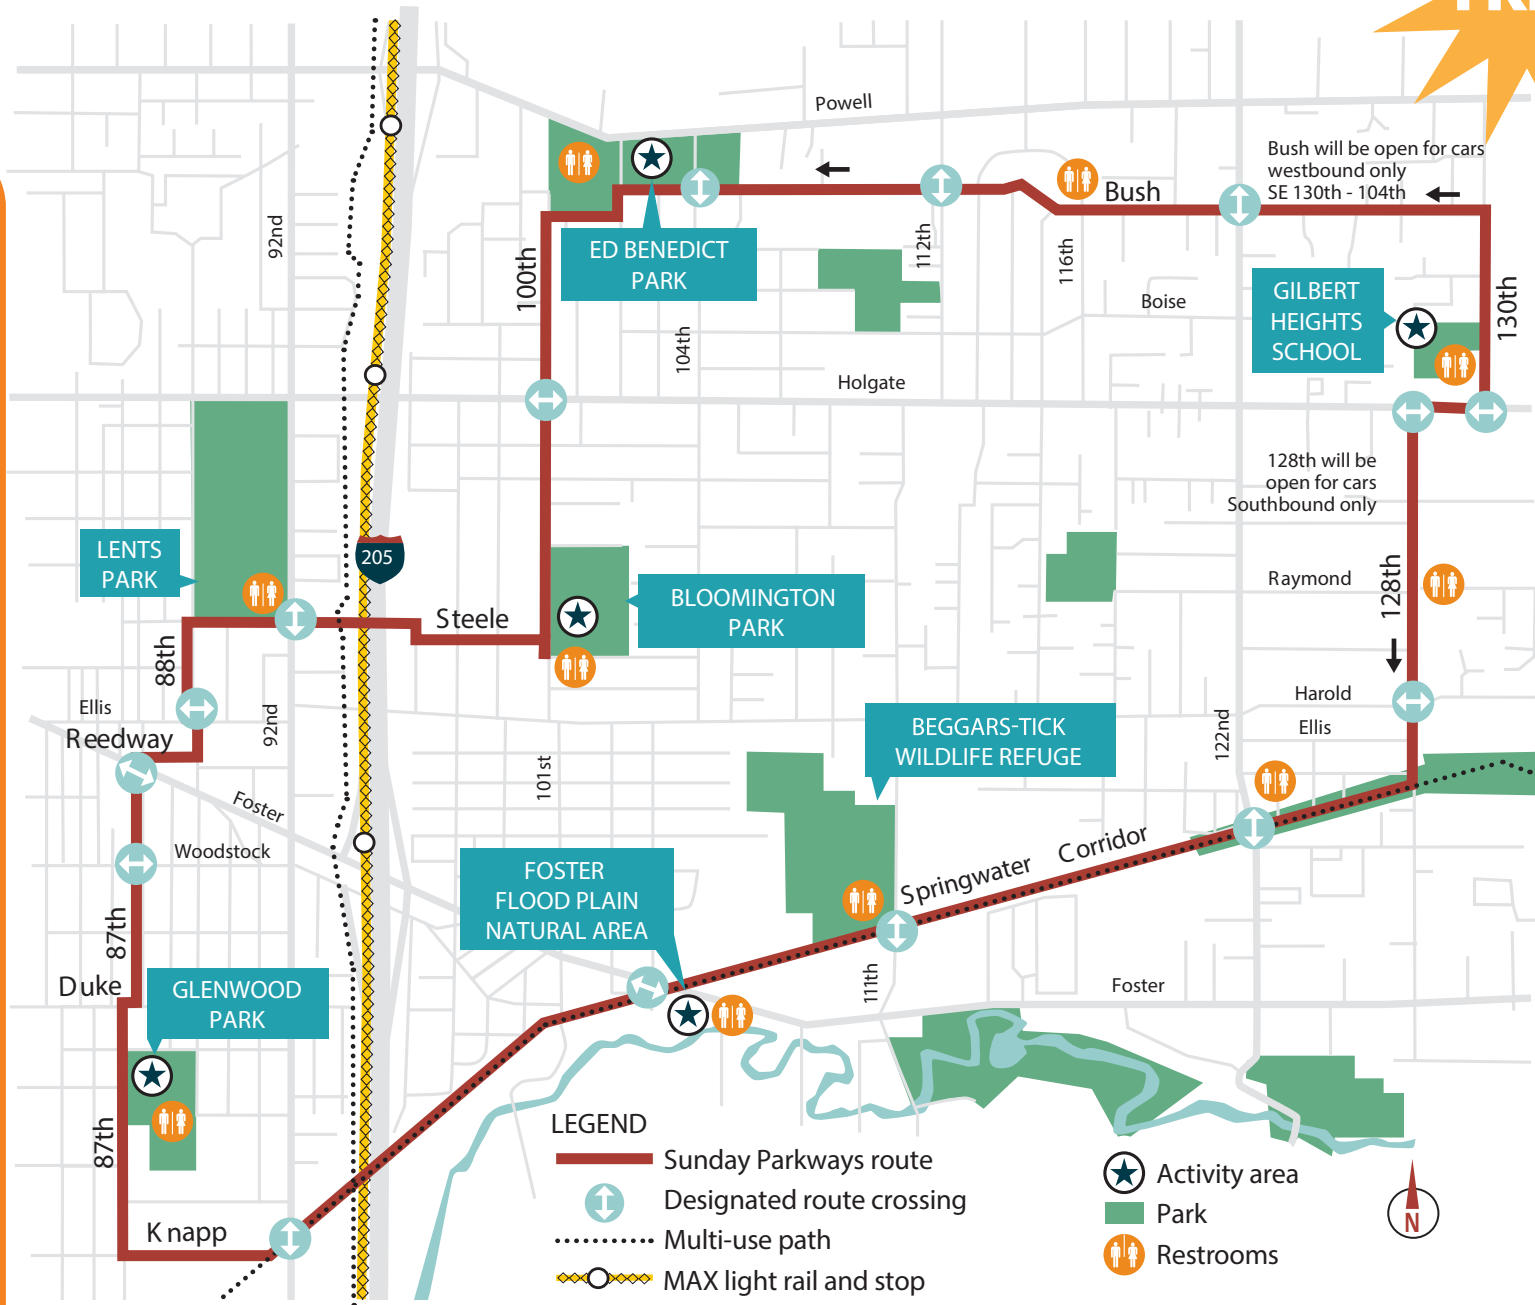 Powell
Bush will be open for cars
westbound only
SE 130th - 104th
Bush
92nd
100th
ED BENEDICT
PARK
112th
116th
Boise
GILBERT
HEIGHTS
SCHOOL
130th
104th
Holgate
128th will be
open for cars
Southbound only
LENTS
PARK
205
Raymond
128th
BLOOMINGTON
PARK
Steele
88th
Ellis
Reedway
92nd
Harold
Ellis
122nd
BEGGARS-TICK
WILDLIFE REFUGE
101st
Foster
Woodstock
Springwater Corridor
FOSTER
FLOOD PLAIN
NATURAL AREA
87th
Duke
GLENWOOD
PARK
111th
Foster
87th
Knapp
LEGEND
Sunday Parkways route
Designated route crossing
Multi-use path
MAX light rail and stop
Activity area
Park
Restrooms
N